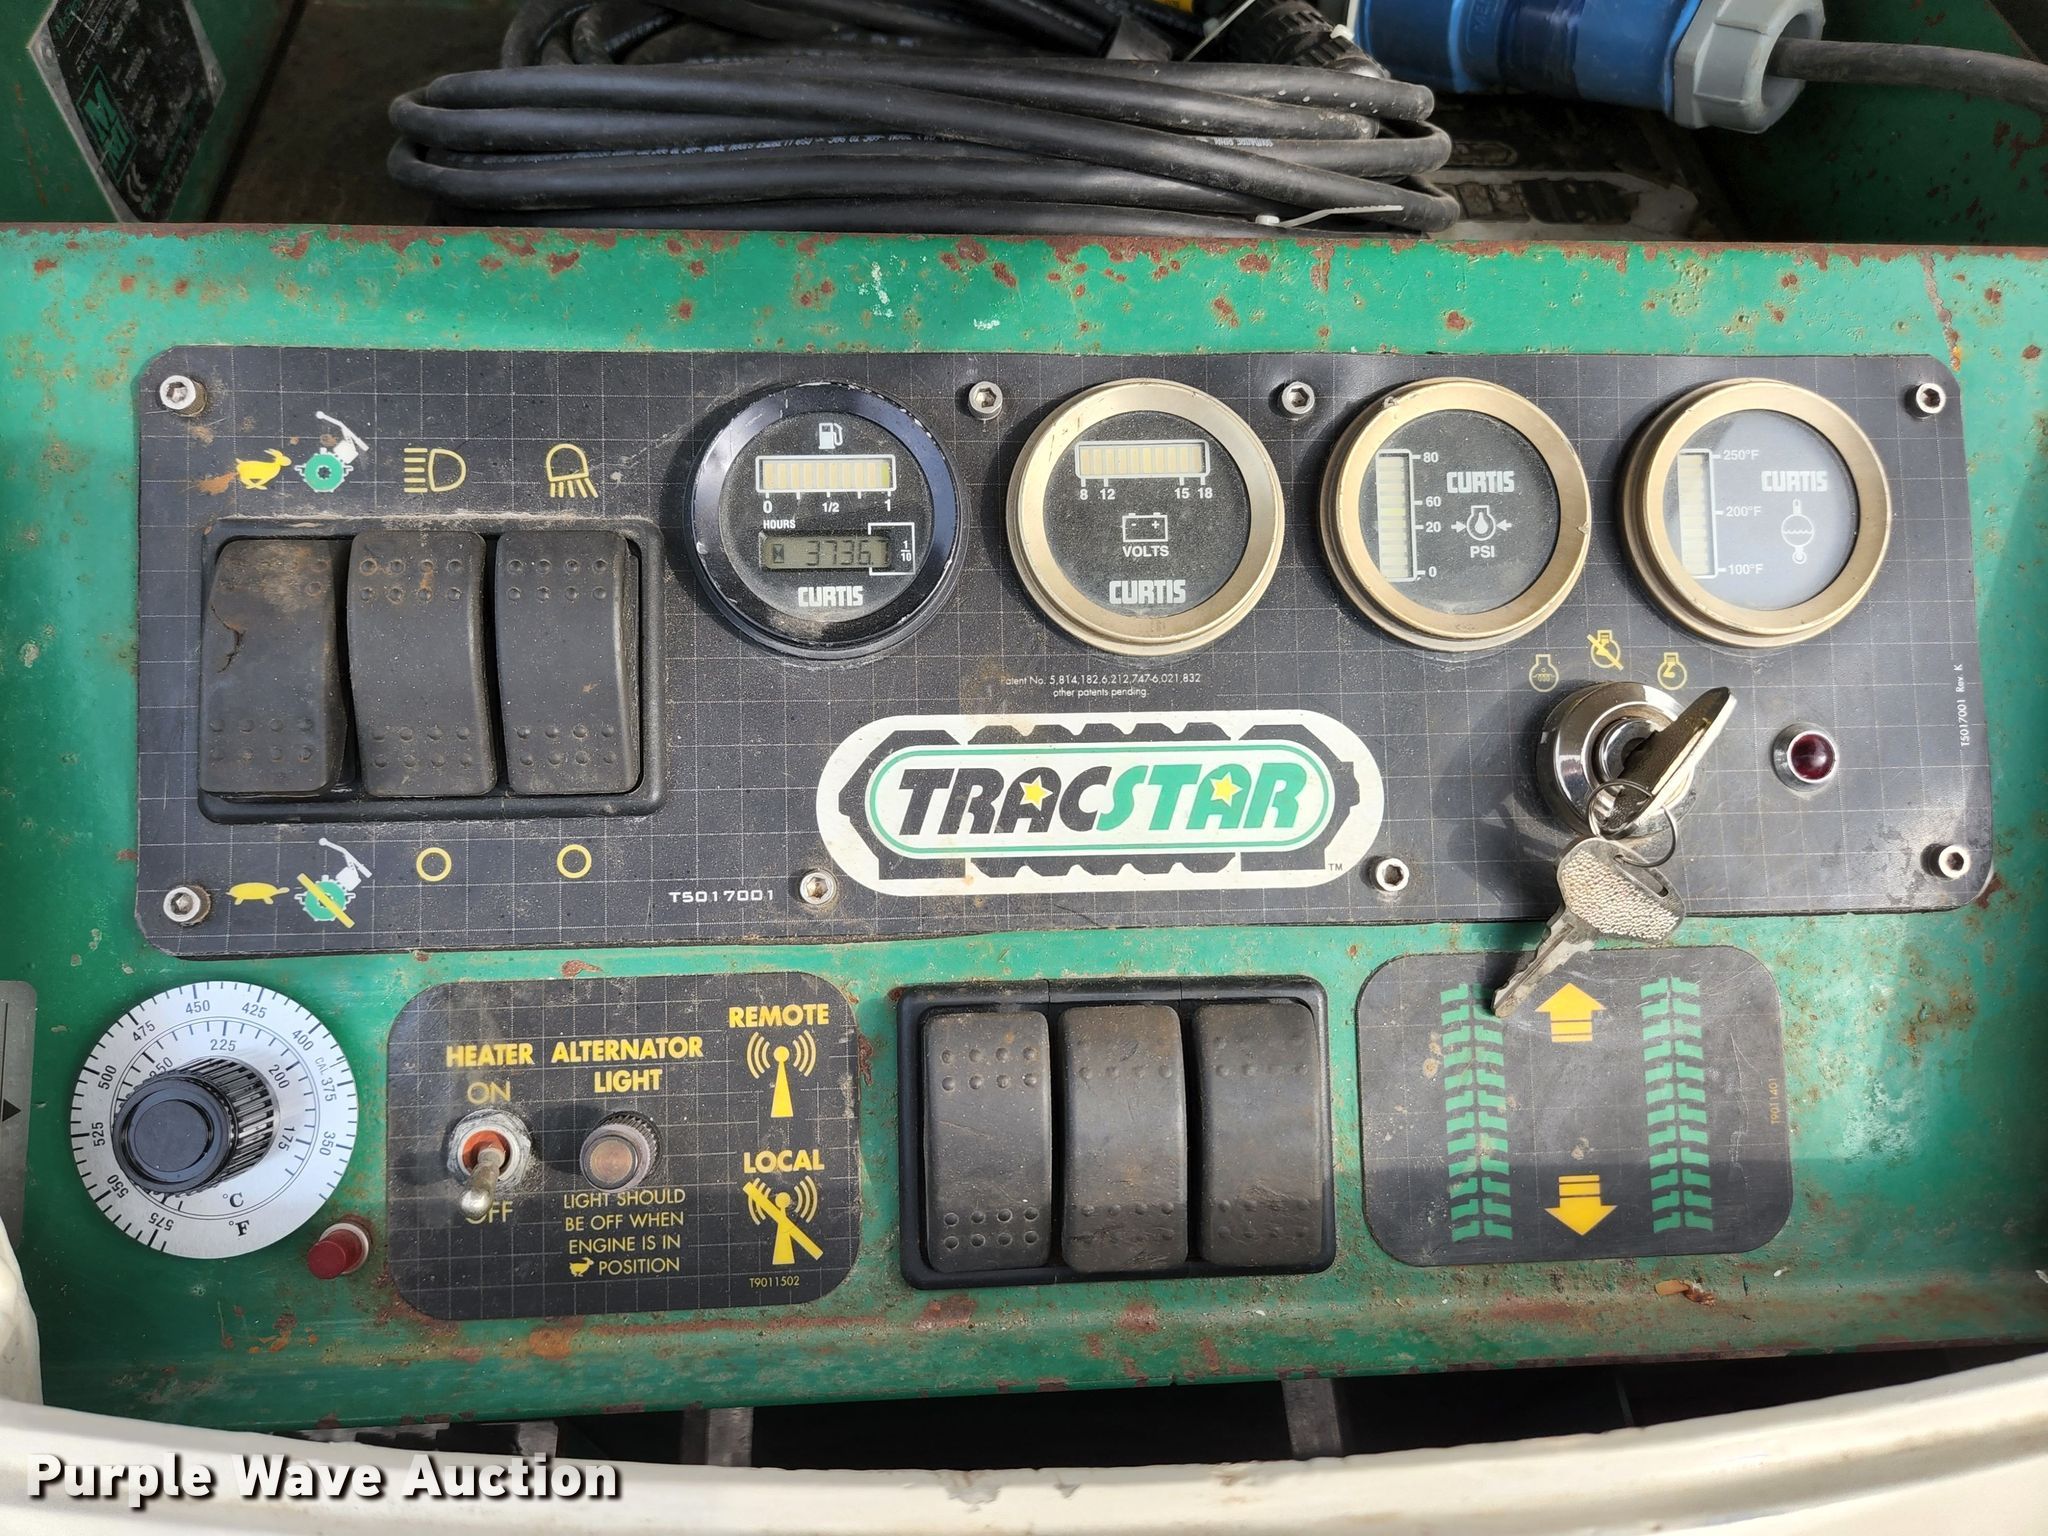 0 1/2 1
HOURS
37367
1/10
CURTIS
8 12 15 18
VOLTS
CURTIS
80
60
20
0
CURTIS
PSI
250°F
200°F
100°F
CURTIS
Patent No. 5,814,182,6,212,747-6,021,832
other patents pending.
TRACSTAR
TM
T5017001
T5017001 Rev. K
575 550 525 500 475 450 425 400 CAL 375 350
250 225 200 175
°C
°F
HEATER
ON
OFF
ALTERNATOR
LIGHT
LIGHT SHOULD
BE OFF WHEN
ENGINE IS IN
POSITION
REMOTE
LOCAL
T9011502
T9011401
Purple Wave Auction